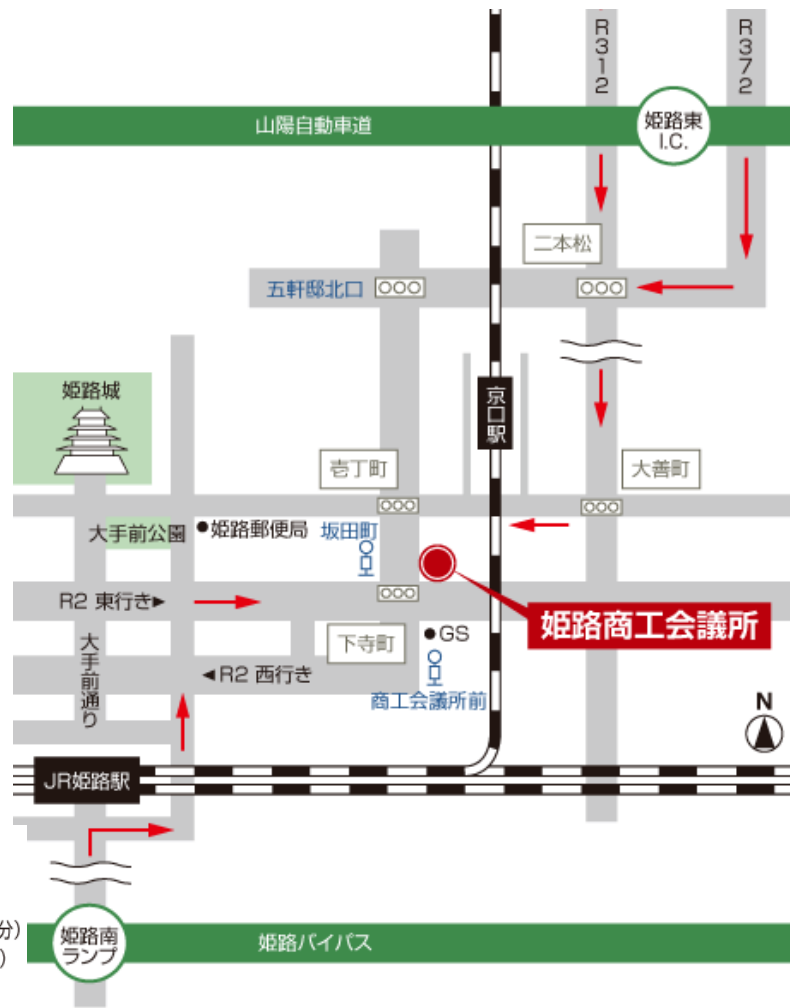 R312
R372
山陽自動車道
姫路東
I.C.
二本松
五軒邸北口
姫路城
京口駅
壱丁町
大善町
大手前公園
●姫路郵便局
坂田町
R2 東行き▶
姫路商工会議所
下寺町
●GS
大手前通り
◀R2 西行き
商工会議所前
N
JR姫路駅
分)
)
姫路南
ランプ
姫路バイパス